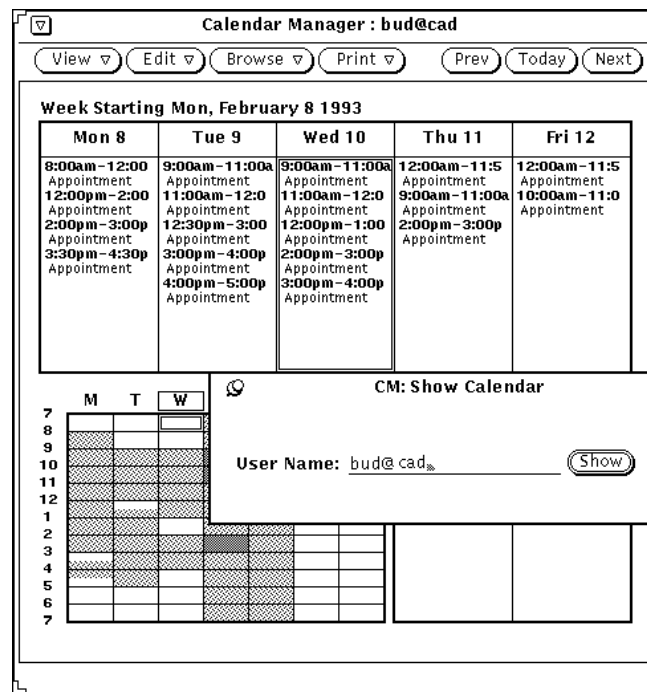 Calendar Manager : bud@cad
View Edit Browse Print Prev Today Next
Week Starting Mon, February 8 1993
Mon 8 Tue 9 Wed 10 Thu 11 Fri 12
8:00am-12:00 9:00am-11:00a 9:00am-11:00a 12:00am-11:5 12:00am-11:5
Appointment Appointment Appointment Appointment Appointment
12:00pm-2:00 11:00am-12:0 11:00am-12:0 9:00am-11:00a 10:00am-11:0
Appointment Appointment Appointment Appointment Appointment
2:00pm-3:00p 12:30pm-3:00 12:00pm-1:00 2:00pm-3:00p
Appointment Appointment Appointment Appointment
3:30pm-4:30p 3:00pm-4:00p 2:00pm-3:00p
Appointment Appointment Appointment
4:00pm-5:00p 3:00pm-4:00p
Appointment Appointment
CM: Show Calendar
User Name: bud@cad Show
M T W
7
8
9
10
11
12
1
2
3
4
5
6
7